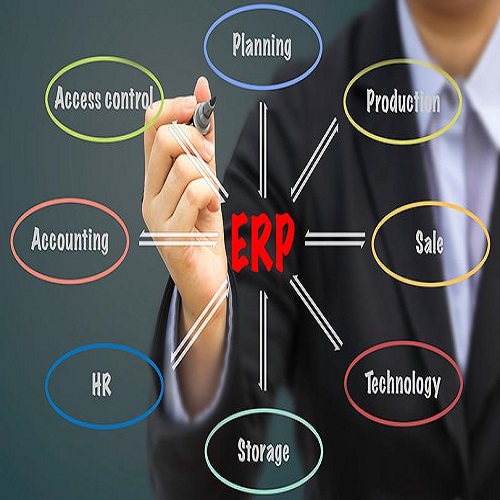 Planning
Access control
Production
Accounting
ERP
Sale
HR
Technology
Storage